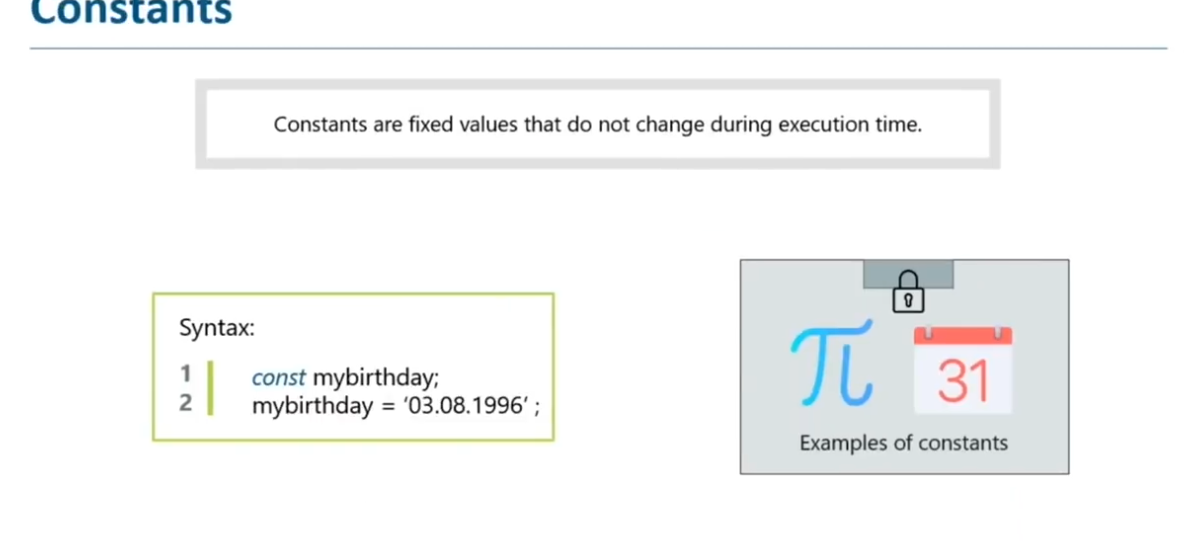 Constants
Constants are fixed values that do not change during execution time.
Syntax:
1 const mybirthday;
2 mybirthday = ‘03.08.1996’ ;
π 31
Examples of constants